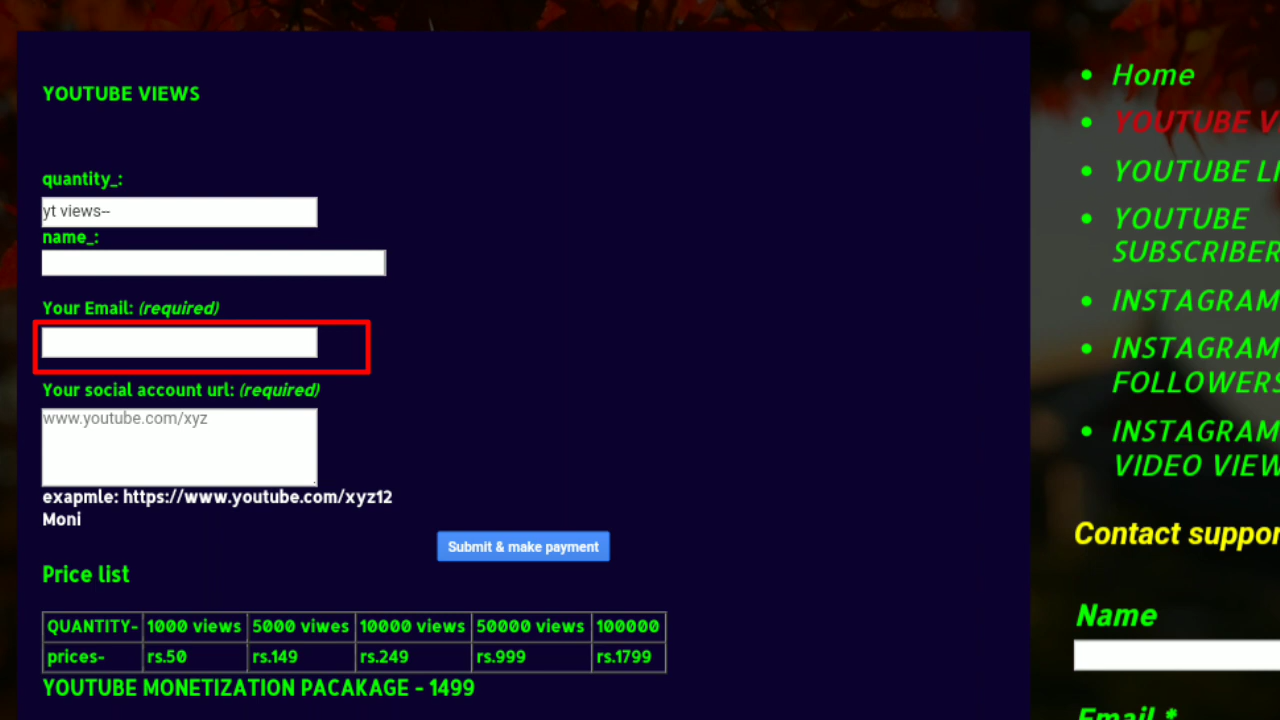 YOUTUBE VIEWS
quantity_:
yt views--
name_:
Your Email: (required)
Your social account url: (required)
www.youtube.com/xyz
exapmle: https://www.youtube.com/xyz12
Moni
Submit & make payment
Price list
QUANTITY- 1000 views 5000 viwes 10000 views 50000 views 100000
prices- rs.50 rs.149 rs.249 rs.999 rs.1799
YOUTUBE MONETIZATION PACAKAGE - 1499
Home
YOUTUBE V
YOUTUBE LI
YOUTUBE
SUBSCRIBER
INSTAGRAM
INSTAGRAM
FOLLOWERS
INSTAGRAM
VIDEO VIEW
Contact suppor
Name
Email *